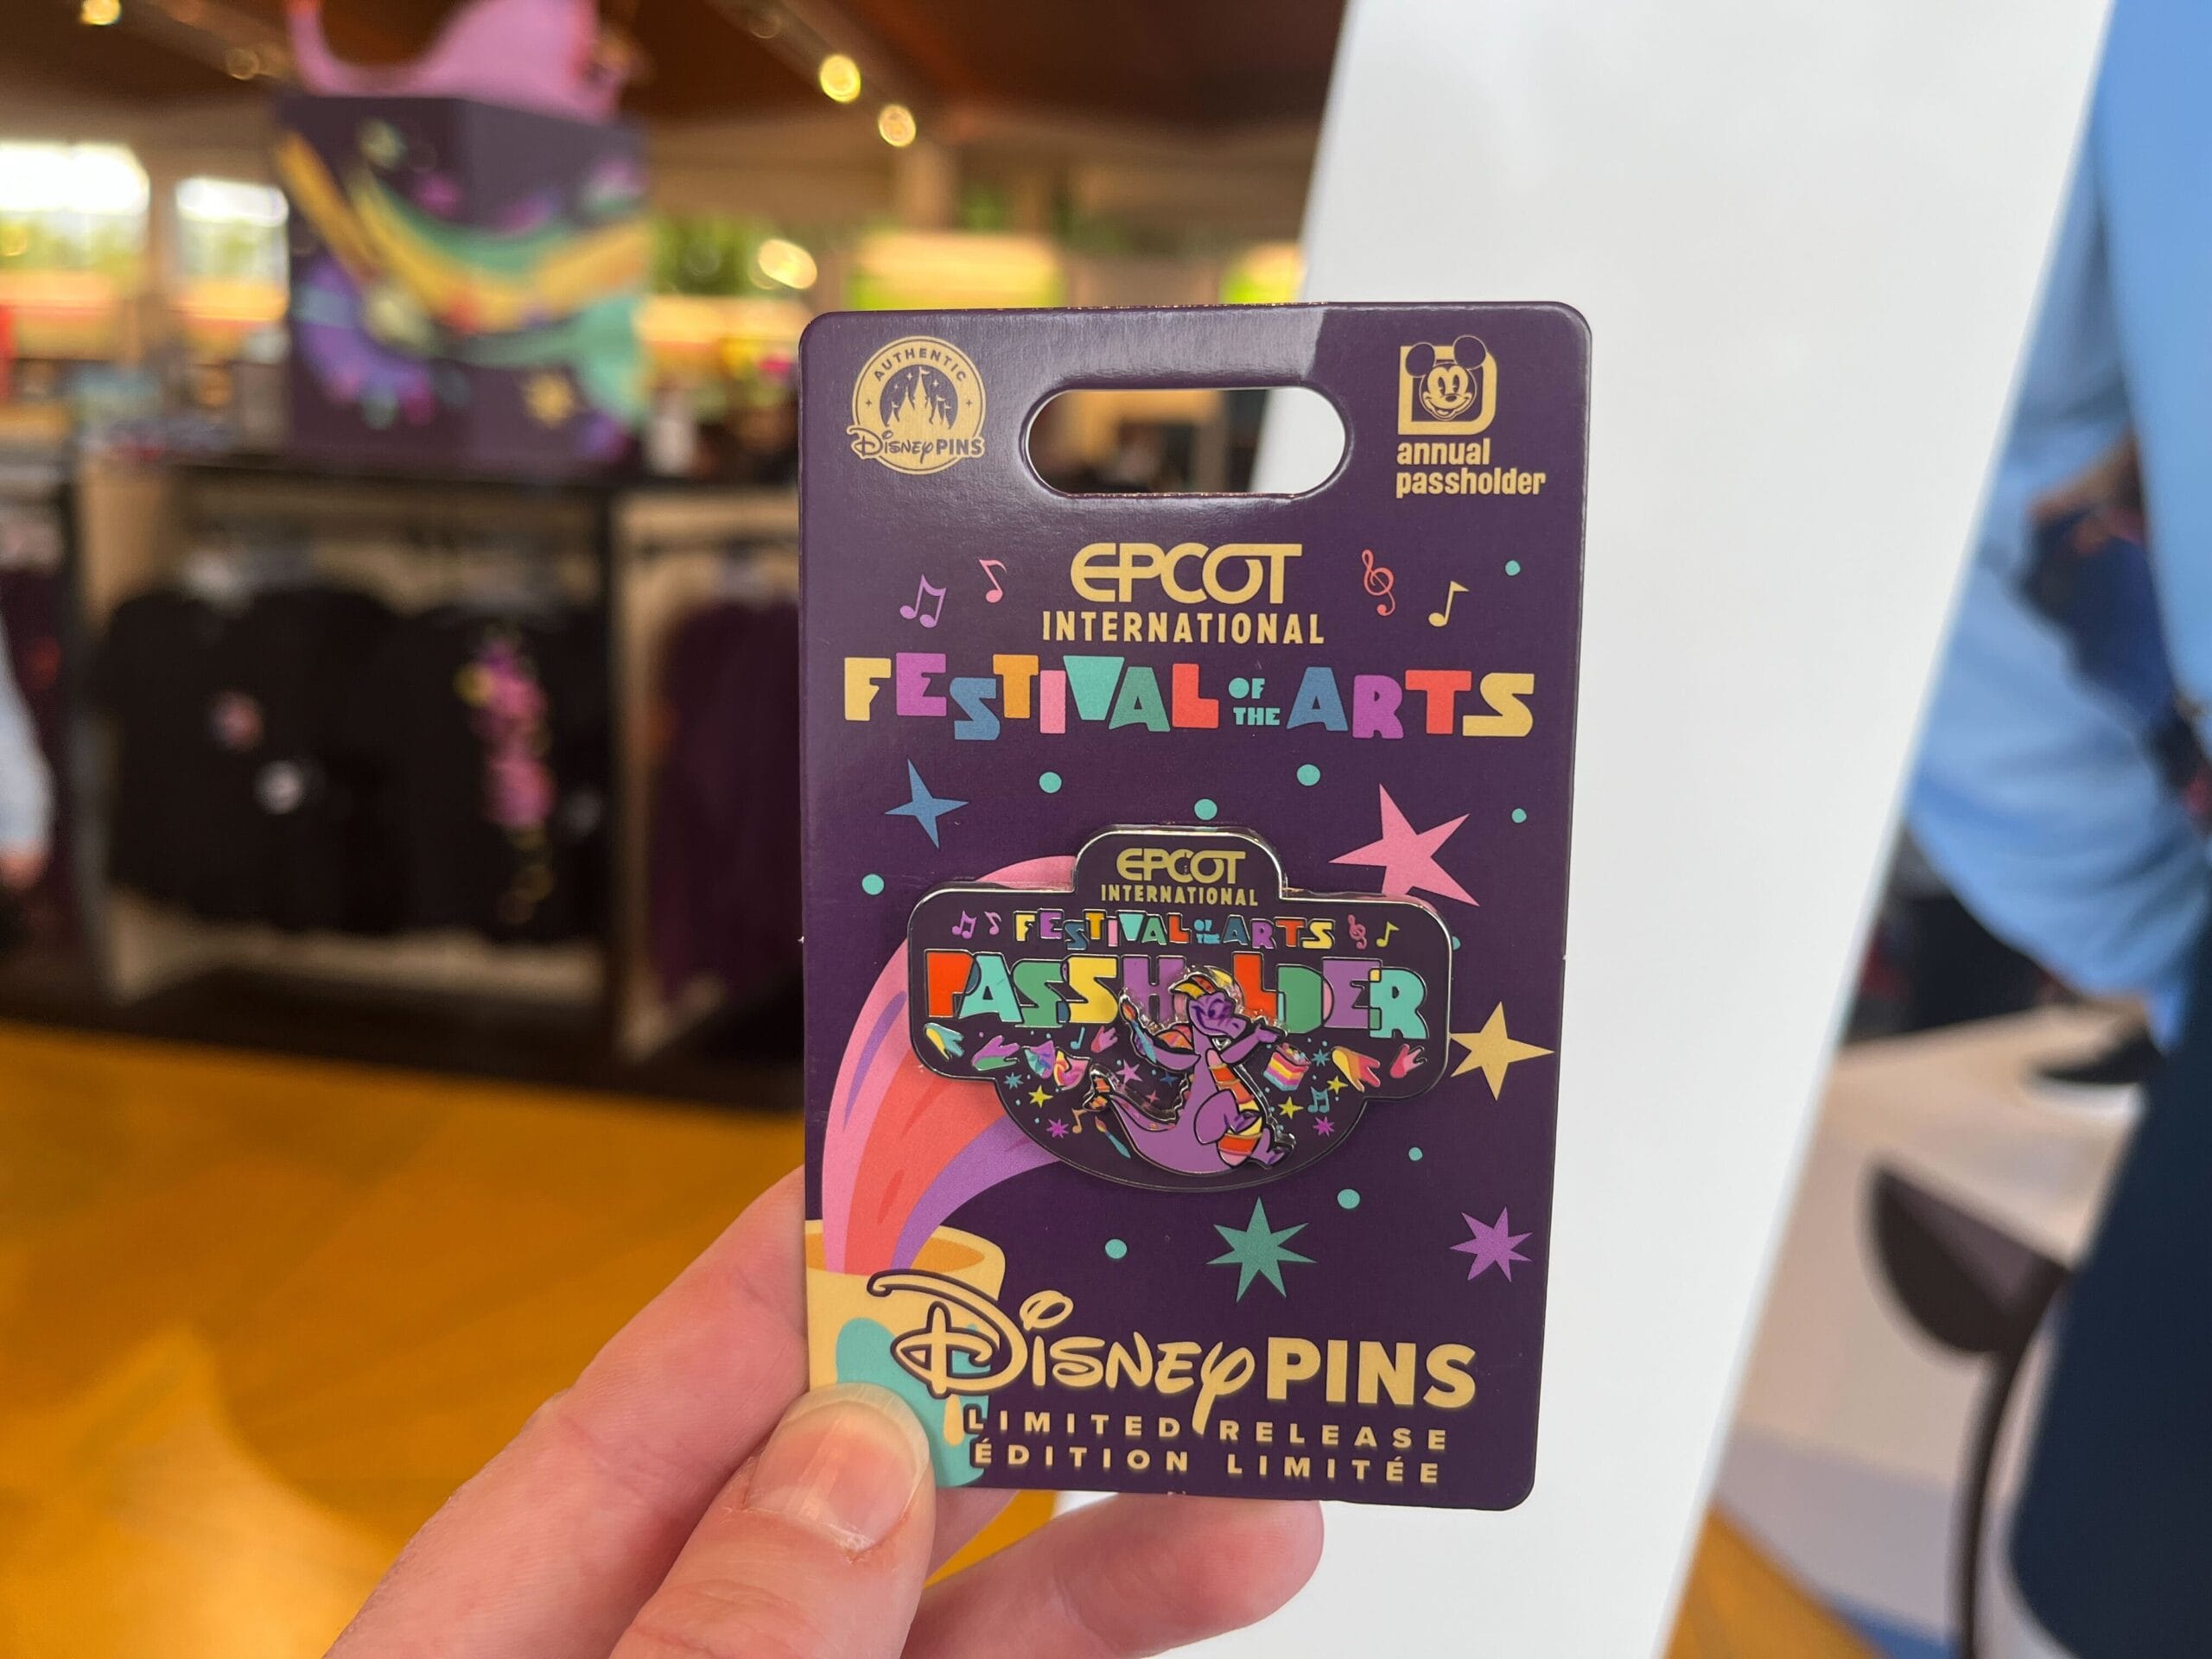 AUTHENTIC
Disney PINS
annual
passholder
EPCOT
INTERNATIONAL
FESTIVAL OF THE ARTS
EPCOT
INTERNATIONAL
FESTIVAL OF THE ARTS
PASSHOLDER
Disney PINS
LIMITED RELEASE
ÉDITION LIMITÉE